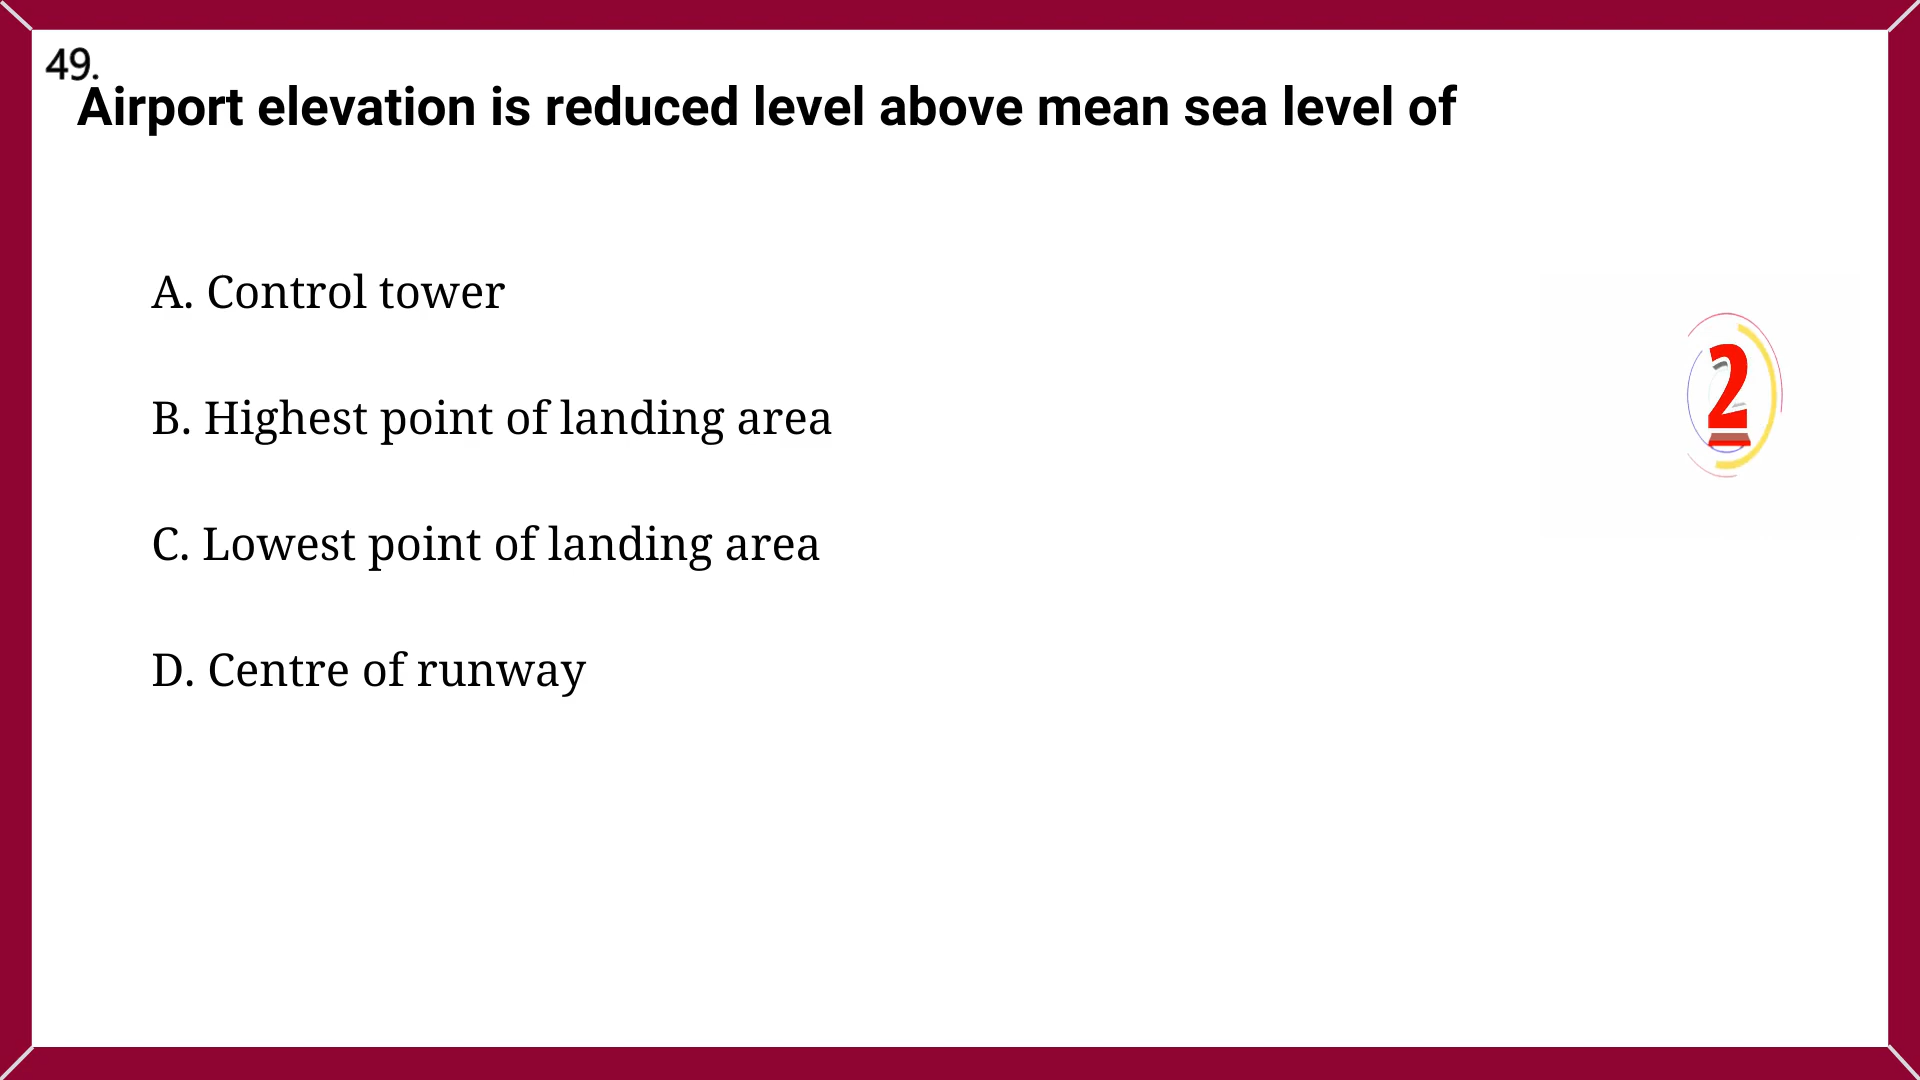 49.
Airport elevation is reduced level above mean sea level of
A. Control tower
B. Highest point of landing area
2
C. Lowest point of landing area
D. Centre of runway